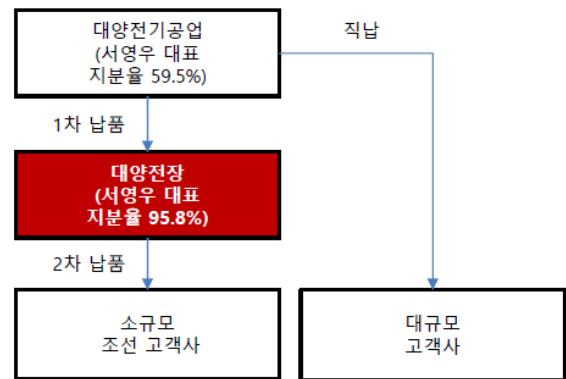 대양전기공업
(서영우 대표
지분율 59.5%)
직납
1차 납품
대양전장
(서영우 대표
지분율 95.8%)
2차 납품
소규모
조선 고객사
대규모
고객사